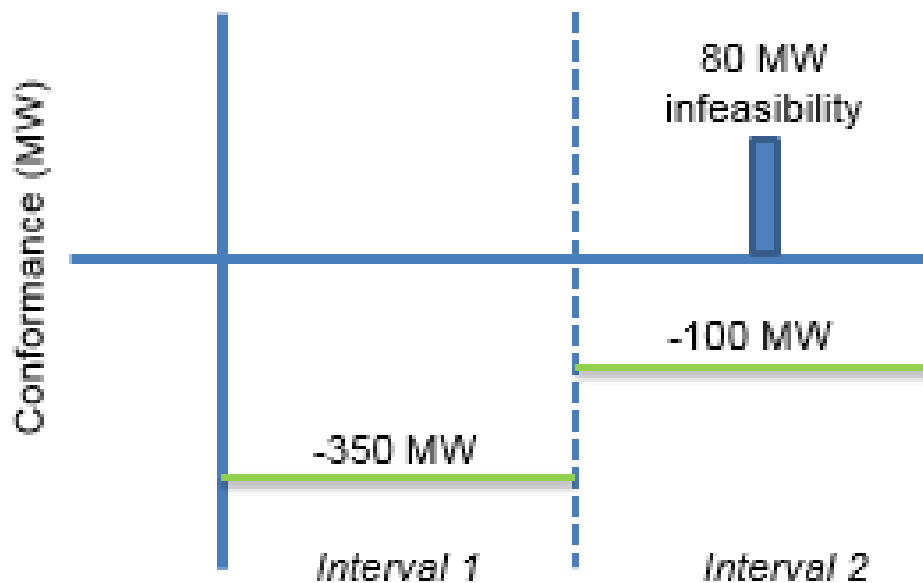 80 MW
infeasibility
Conformance (MW)
-100 MW
-350 MW
Interval 1
Interval 2